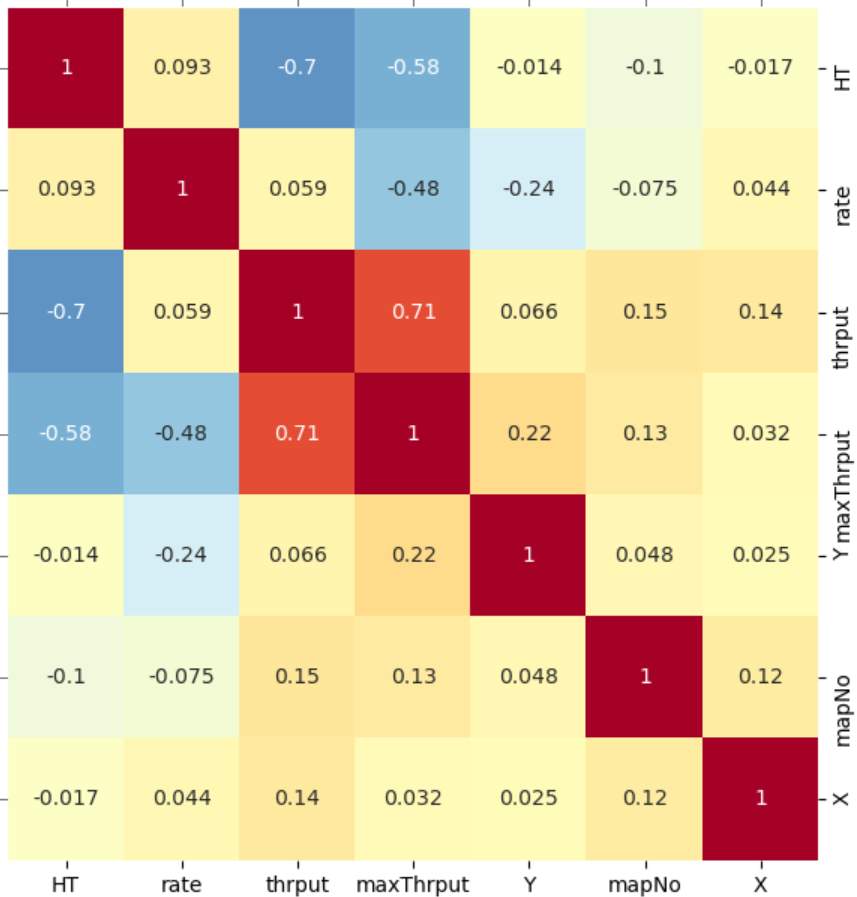 1 0.093 -0.7 -0.58 -0.014 -0.1 -0.017 HT
0.093 1 0.059 -0.48 -0.24 -0.075 0.044 rate
-0.7 0.059 1 0.71 0.066 0.15 0.14 thrput
-0.58 -0.48 0.71 1 0.22 0.13 0.032 maxThrput
-0.014 -0.24 0.066 0.22 1 0.048 0.025 Y
-0.1 -0.075 0.15 0.13 0.048 1 0.12 mapNo
-0.017 0.044 0.14 0.032 0.025 0.12 1 X
HT rate thrput maxThrput Y mapNo X